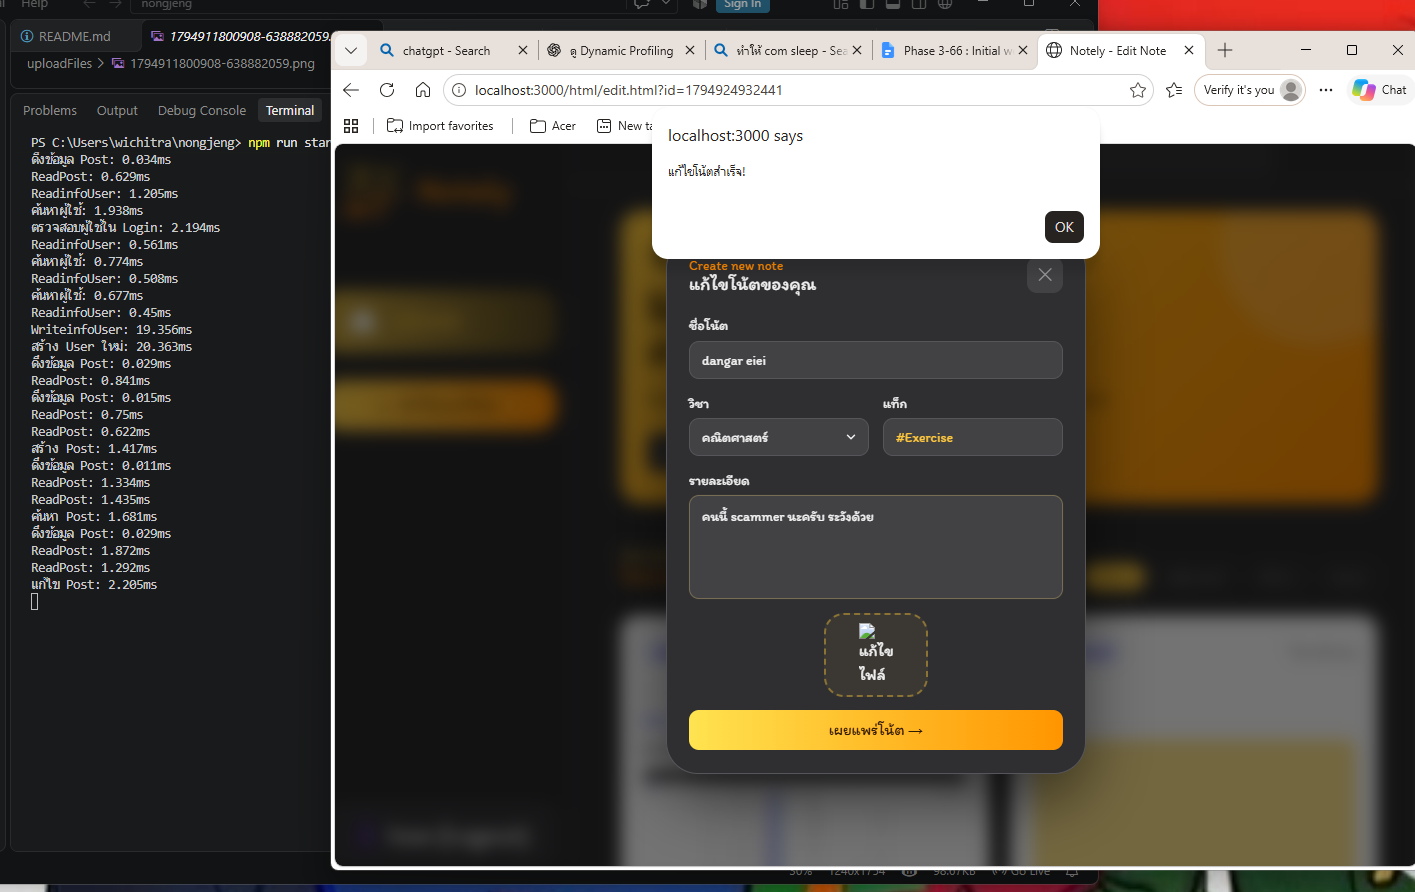 Help
nongjeng
Sign In
README.md
1794911800908-638882059.
uploadFiles > 1794911800908-638882059.png
Problems Output Debug Console Terminal
PS C:\Users\wichitra\nongjeng> npm run star
ดึงข้อมูล Post: 0.034ms
ReadPost: 0.629ms
ReadinfoUser: 1.205ms
ค้นหาผู้ใช้: 1.938ms
ตรวจสอบผู้ใช้ใน Login: 2.194ms
ReadinfoUser: 0.561ms
ค้นหาผู้ใช้: 0.774ms
ReadinfoUser: 0.508ms
ค้นหาผู้ใช้: 0.677ms
ReadinfoUser: 0.45ms
WriteinfoUser: 19.356ms
สร้าง User ใหม่: 20.363ms
ดึงข้อมูล Post: 0.029ms
ReadPost: 0.841ms
ดึงข้อมูล Post: 0.015ms
ReadPost: 0.75ms
ReadPost: 0.622ms
สร้าง Post: 1.417ms
ดึงข้อมูล Post: 0.011ms
ReadPost: 1.334ms
ReadPost: 1.435ms
ค้นหา Post: 1.681ms
ดึงข้อมูล Post: 0.029ms
ReadPost: 1.872ms
ReadPost: 1.292ms
แก้ไข Post: 2.205ms
chatgpt - Search
ดู Dynamic Profiling
ทำให้ com sleep - Sea
Phase 3-66 : Initial w
Notely - Edit Note
localhost:3000/html/edit.html?id=1794924932441
Verify it's you
Chat
Import favorites
Acer
New ta
localhost:3000 says
แก้ไขโน้ตสำเร็จ!
OK
Create new note
แก้ไขโน้ตของคุณ
ชื่อโน้ต
dangar eiei
วิชา แท็ก
คณิตศาสตร์ #Exercise
รายละเอียด
คนนี้ scammer นะครับ ระวังด้วย
แก้ไข
ไฟล์
เผยแพร่โน้ต →
30% 1240x1754 98.67KB Go Live